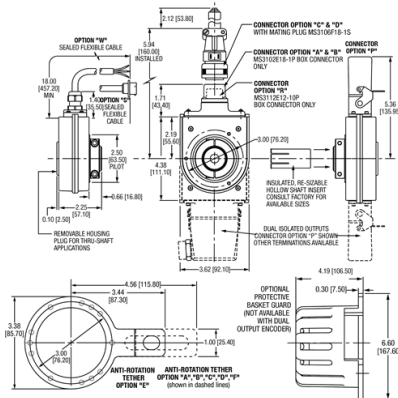 2.12 [53.80]
OPTION "W"
SEALED FLEXIBLE CABLE
5.94
[160.00]
INSTALLED
CONNECTOR OPTION "C" & "D"
WITH MATING PLUG MS3106F18-1S
CONNECTOR OPTION "A" & "B"
MS3102E18-1P BOX CONNECTOR
ONLY
CONNECTOR
OPTION "P"
18.00
[457.20]
MIN
1.40
[35,50]
OPTION "S"
SEALED
FLEXIBLE
CABLE
1.71
[43,40]
CONNECTOR
OPTION "R"
MS3112E12-10P
BOX CONNECTOR ONLY
5.36
[135.95]
2.19
[55.60]
3.00 [76.20]
2.50
[63.50]
PILOT
4.38
[111.10]
0.66 [16.80]
2.25
[57.10]
0.10 [2.50]
INSULATED, RE-SIZABLE
HOLLOW SHAFT INSERT
CONSULT FACTORY FOR
AVAILABLE SIZES
REMOVABLE HOUSING
PLUG FOR THRU-SHAFT
APPLICATIONS
DUAL ISOLATED OUTPUTS
CONNECTOR OPTION "P" SHOWN
OTHER TERMINATIONS AVAILABLE
3.62 [92.10]
4.56 [115.80]
3.44
[87.30]
4.19 [106.50]
0.30 [7.50]
OPTIONAL
PROTECTIVE
BASKET GUARD
(NOT AVAILABLE
WITH DUAL
OUTPUT ENCODER)
3.38
[85,70]
3.00
[76.20]
1.00 [25.40]
6.60
[167.60]
ANTI-ROTATION
TETHER
OPTION "E"
ANTI-ROTATION TETHER
OPTION "A","B","C","D","F"
(shown in dashed lines)